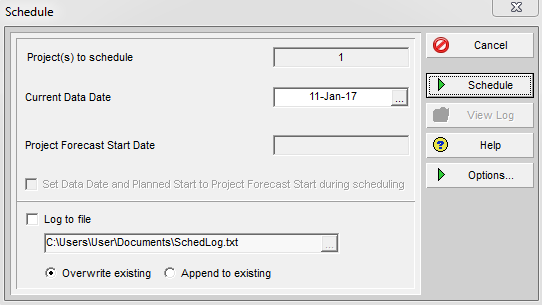 Schedule
Project(s) to schedule 1
Current Data Date 11-Jan-17 ...
Project Forecast Start Date
Set Data Date and Planned Start to Project Forecast Start during scheduling
Log to file
C:\Users\User\Documents\SchedLog.txt ...
Overwrite existing Append to existing
Cancel
Schedule
View Log
Help
Options...